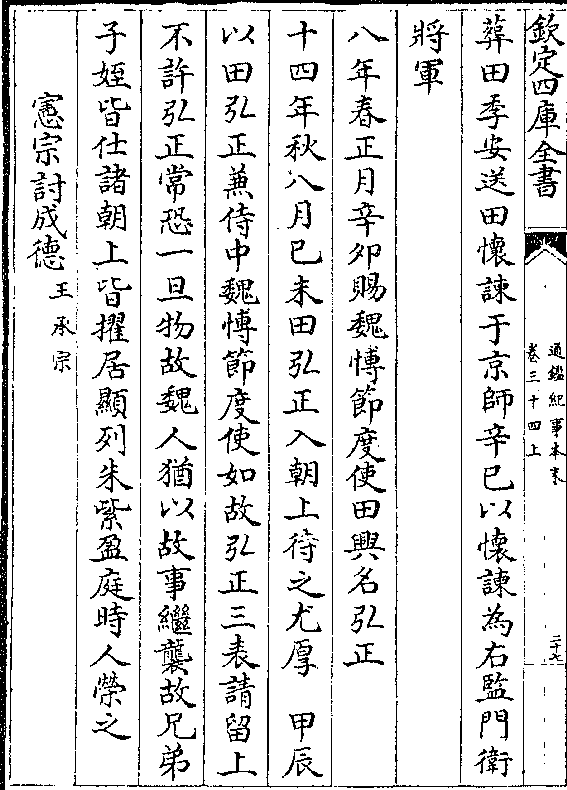 欽定四庫全書
通鑑紀事本末
卷三十四上
二十七
葬田季安送田懷諫于京師辛巳以懷諫為右監門衛
將軍
八年春正月辛卯賜魏愽節度使田興名弘正
十四年秋八月己未田弘正入朝上待之尤厚 甲辰
以田弘正兼侍中魏愽節度使如故弘正三表請留上
不許弘正常恐一旦物故魏人猶以故事繼襲故兄弟
子姪皆仕諸朝上皆擢居顯列朱紫盈庭時人榮之
憲宗討成德王承宗